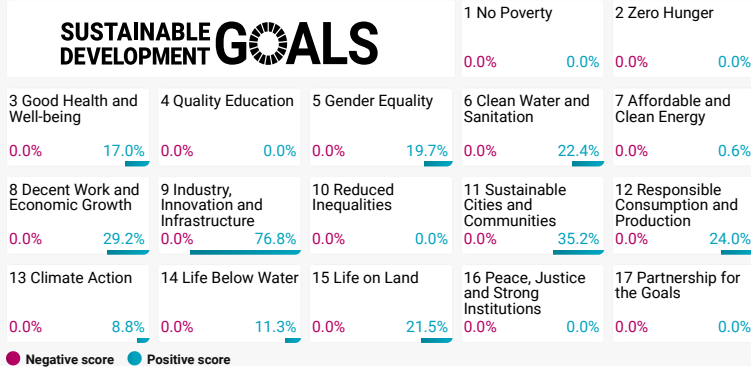 SUSTAINABLE
DEVELOPMENT
GOALS
1 No Poverty
0.0% 0.0%
2 Zero Hunger
0.0% 0.0%
3 Good Health and
Well-being
0.0% 17.0%
4 Quality Education
0.0% 0.0%
5 Gender Equality
0.0% 19.7%
6 Clean Water and
Sanitation
0.0% 22.4%
7 Affordable and
Clean Energy
0.0% 0.6%
8 Decent Work and
Economic Growth
0.0% 29.2%
9 Industry,
Innovation and
Infrastructure
0.0% 76.8%
10 Reduced
Inequalities
0.0% 0.0%
11 Sustainable
Cities and
Communities
0.0% 35.2%
12 Responsible
Consumption and
Production
0.0% 24.0%
13 Climate Action
0.0% 8.8%
14 Life Below Water
0.0% 11.3%
15 Life on Land
0.0% 21.5%
16 Peace, Justice
and Strong
Institutions
0.0% 0.0%
17 Partnership for
the Goals
0.0% 0.0%
Negative score Positive score